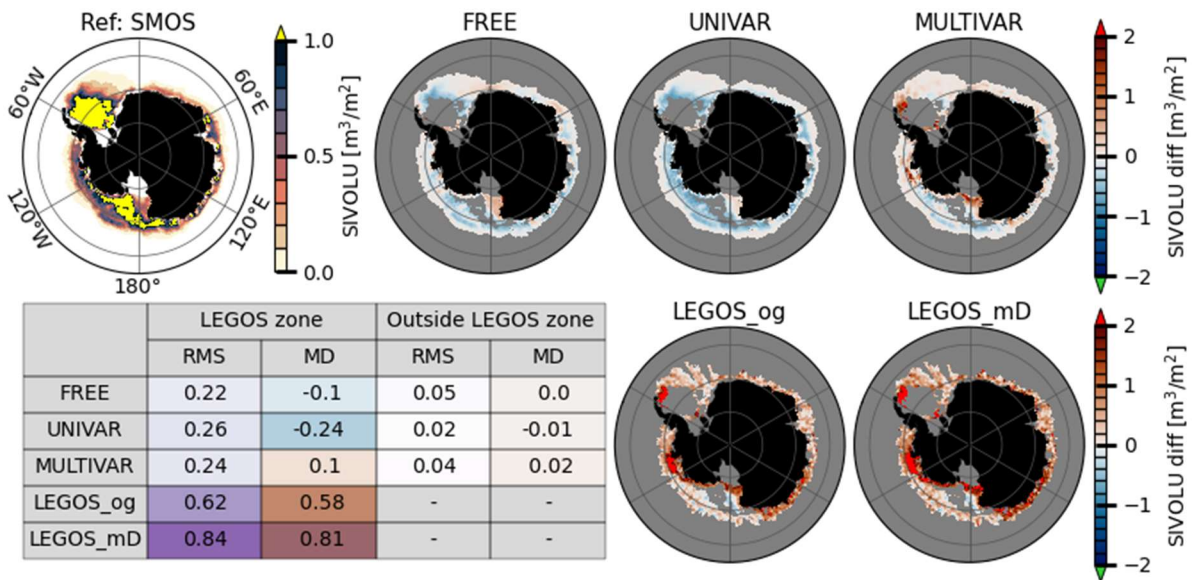 Ref: SMOS
FREE
UNIVAR
MULTIVAR
60°W
60°E
120°W
120°E
180°
1.0
0.5
0.0
SIVOLU [m³/m²]
2
1
0
−1
−2
SIVOLU diff [m³/m²]
LEGOS zone Outside LEGOS zone
RMS MD RMS MD
FREE 0.22 -0.1 0.05 0.0
UNIVAR 0.26 -0.24 0.02 -0.01
MULTIVAR 0.24 0.1 0.04 0.02
LEGOS_og 0.62 0.58 - -
LEGOS_mD 0.84 0.81 - -
LEGOS_og
LEGOS_mD
2
1
0
−1
−2
SIVOLU diff [m³/m²]